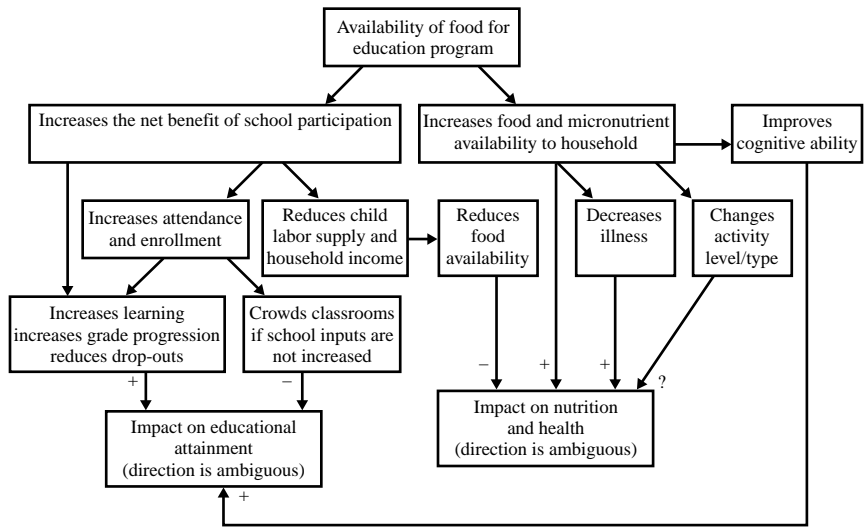 Availability of food for
education program
Increases the net benefit of school participation
Increases food and micronutrient
availability to household
Improves
cognitive ability
Increases attendance
and enrollment
Reduces child
labor supply and
household income
Reduces
food
availability
Decreases
illness
Changes
activity
level/type
Increases learning
increases grade progression
reduces drop-outs
Crowds classrooms
if school inputs are
not increased
+
–
–
+
+
?
Impact on educational
attainment
(direction is ambiguous)
Impact on nutrition
and health
(direction is ambiguous)
+